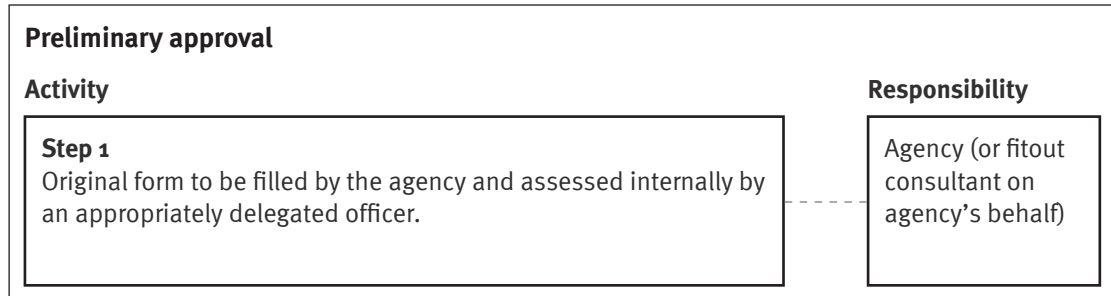 Preliminary approval
Activity
Responsibility
Step 1
Original form to be filled by the agency and assessed internally by
an appropriately delegated officer.
Agency (or fitout
consultant on
agency’s behalf)